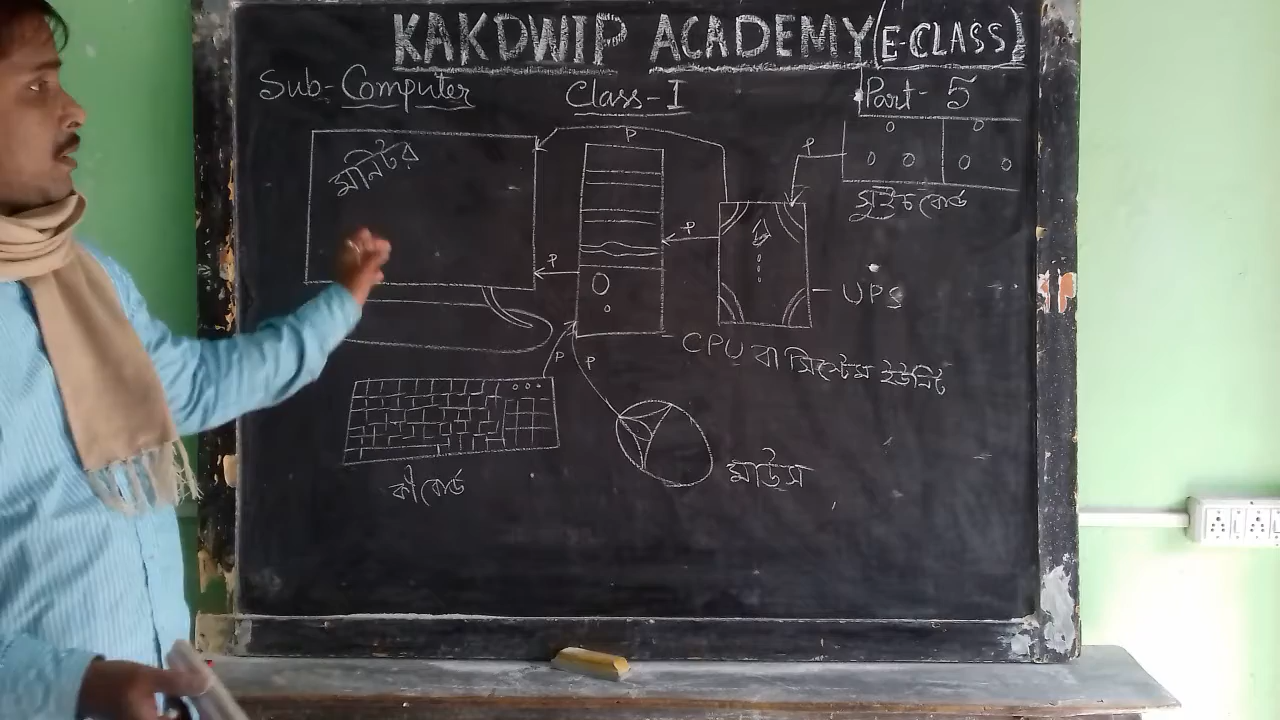 KAKDWIP ACADEMY (E-CLASS)
Sub- Computer Class-I Part- 5
মনিটর
P
P
P
P
সুইচ বোর্ড
UPS
CPU বা সিস্টেম ইউনিট
P
P
কী বোর্ড
মাউস